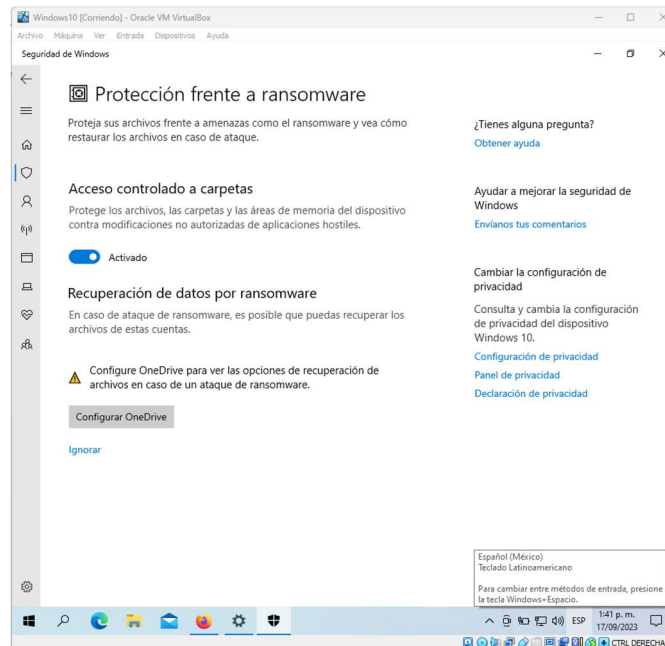 Windows10 [Corriendo] - Oracle VM VirtualBox
Archivo Máquina Ver Entrada Dispositivos Ayuda
Seguridad de Windows
Protección frente a ransomware
Proteja sus archivos frente a amenazas como el ransomware y vea cómo
restaurar los archivos en caso de ataque.
Acceso controlado a carpetas
Protege los archivos, las carpetas y las áreas de memoria del dispositivo
contra modificaciones no autorizadas de aplicaciones hostiles.
Activado
Recuperación de datos por ransomware
En caso de ataque de ransomware, es posible que puedas recuperar los
archivos de estas cuentas.
Configure OneDrive para ver las opciones de recuperación de
archivos en caso de un ataque de ransomware.
Configurar OneDrive
Ignorar
¿Tienes alguna pregunta?
Obtener ayuda
Ayudar a mejorar la seguridad de
Windows
Envíanos tus comentarios
Cambiar la configuración de
privacidad
Consulta y cambia la configuración
de privacidad del dispositivo
Windows 10.
Configuración de privacidad
Panel de privacidad
Declaración de privacidad
Español (México)
Teclado Latinoamericano
Para cambiar entre métodos de entrada, presione
la tecla Windows+Espacio.
ESP
1:41 p. m.
17/09/2023
CTRL DERECHA